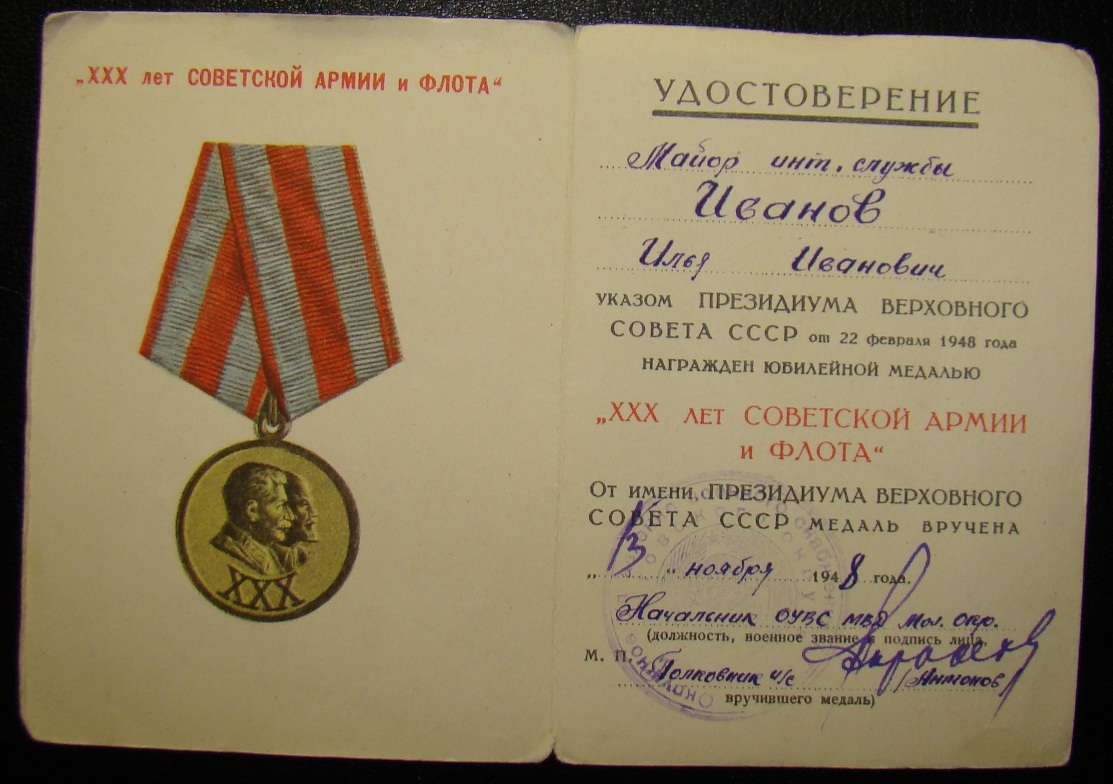 „XXX лет СОВЕТСКОЙ АРМИИ и ФЛОТА“
XXX
УДОСТОВЕРЕНИЕ
Майор инт. службы
Иванов
Илья Иванович
УКАЗОМ ПРЕЗИДИУМА ВЕРХОВНОГО
СОВЕТА СССР от 22 февраля 1948 года
НАГРАЖДЕН ЮБИЛЕЙНОЙ МЕДАЛЬЮ
„XXX ЛЕТ СОВЕТСКОЙ АРМИИ
и ФЛОТА“
От имени ПРЕЗИДИУМА ВЕРХОВНОГО
СОВЕТА СССР МЕДАЛЬ ВРУЧЕНА
„13“ ноября 1948 года.
Начальник ОУВС МВД Мос. окр.
(должность, военное звание и подпись лица,
М. П. Полковник и/с Антонов
вручившего медаль)